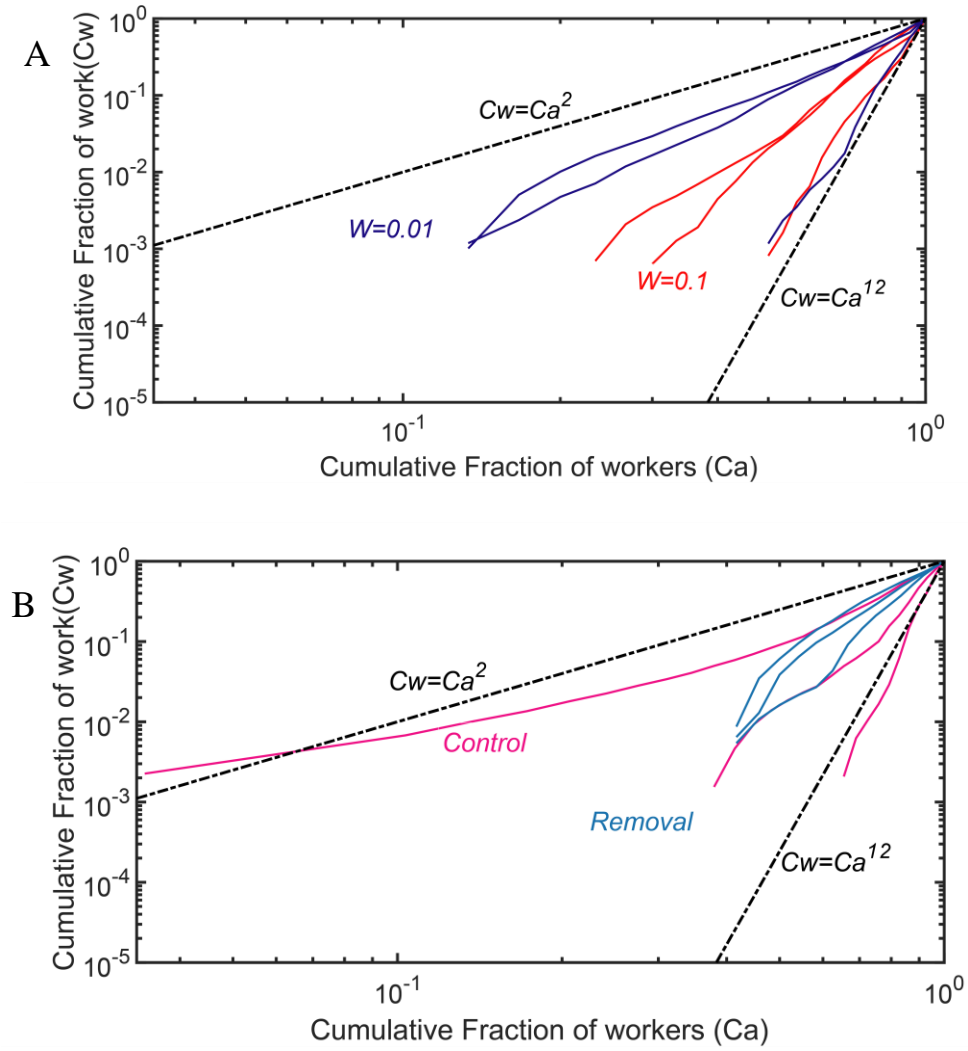 A
Cumulative Fraction of work(Cw)
10^0
10^-1
10^-2
10^-3
10^-4
10^-5
Cw=Ca^2
W=0.01
W=0.1
Cw=Ca^12
10^-1
10^0
Cumulative Fraction of workers (Ca)
B
Cumulative Fraction of work(Cw)
10^0
10^-1
10^-2
10^-3
10^-4
10^-5
Cw=Ca^2
Control
Removal
Cw=Ca^12
10^-1
10^0
Cumulative Fraction of workers (Ca)